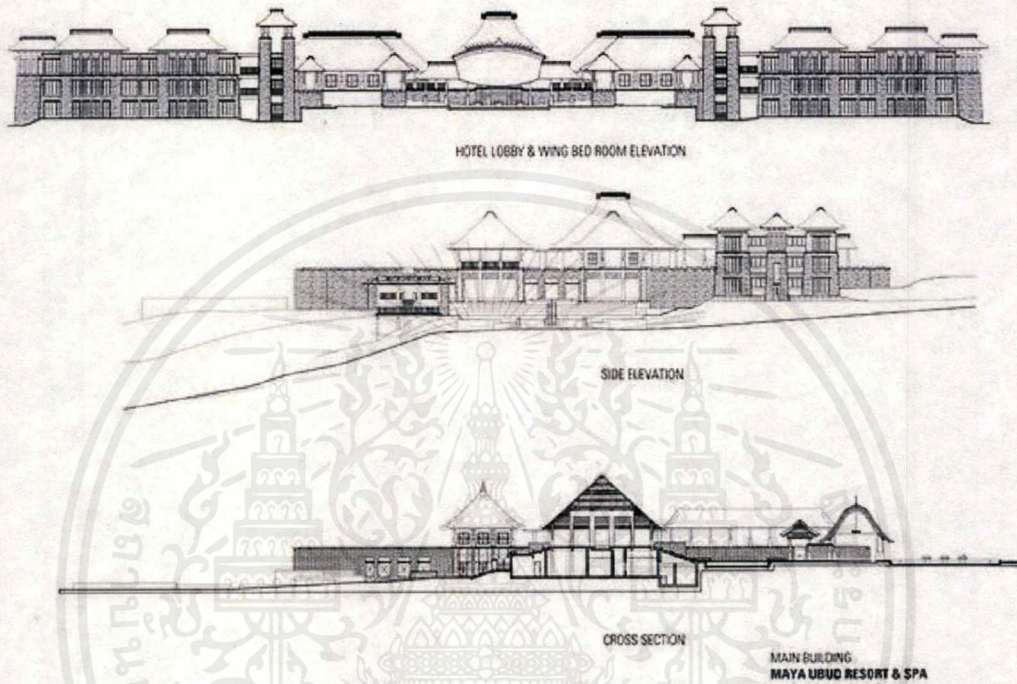 HOTEL LOBBY & WING BED ROOM ELEVATION
SIDE ELEVATION
CROSS SECTION
MAIN BUILDING
MAYA UBUD RESORT & SPA